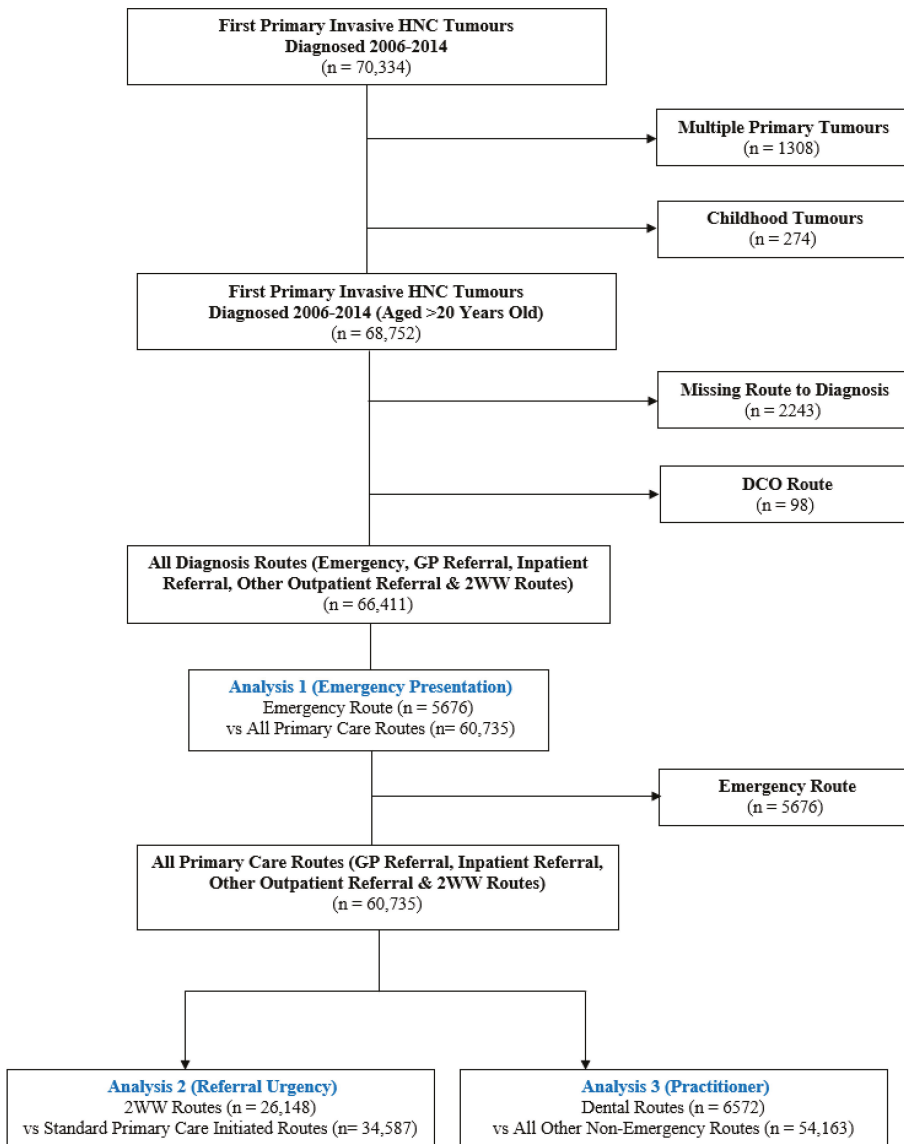 First Primary Invasive HNC Tumours
Diagnosed 2006-2014
(n = 70,334)
Multiple Primary Tumours
(n = 1308)
Childhood Tumours
(n = 274)
First Primary Invasive HNC Tumours
Diagnosed 2006-2014 (Aged >20 Years Old)
(n = 68,752)
Missing Route to Diagnosis
(n = 2243)
DCO Route
(n = 98)
All Diagnosis Routes (Emergency, GP Referral, Inpatient
Referral, Other Outpatient Referral & 2WW Routes)
(n = 66,411)
Analysis 1 (Emergency Presentation)
Emergency Route (n = 5676)
vs All Primary Care Routes (n= 60,735)
Emergency Route
(n = 5676)
All Primary Care Routes (GP Referral, Inpatient Referral,
Other Outpatient Referral & 2WW Routes)
(n = 60,735)
Analysis 2 (Referral Urgency)
2WW Routes (n = 26,148)
vs Standard Primary Care Initiated Routes (n= 34,587)
Analysis 3 (Practitioner)
Dental Routes (n = 6572)
vs All Other Non-Emergency Routes (n = 54,163)